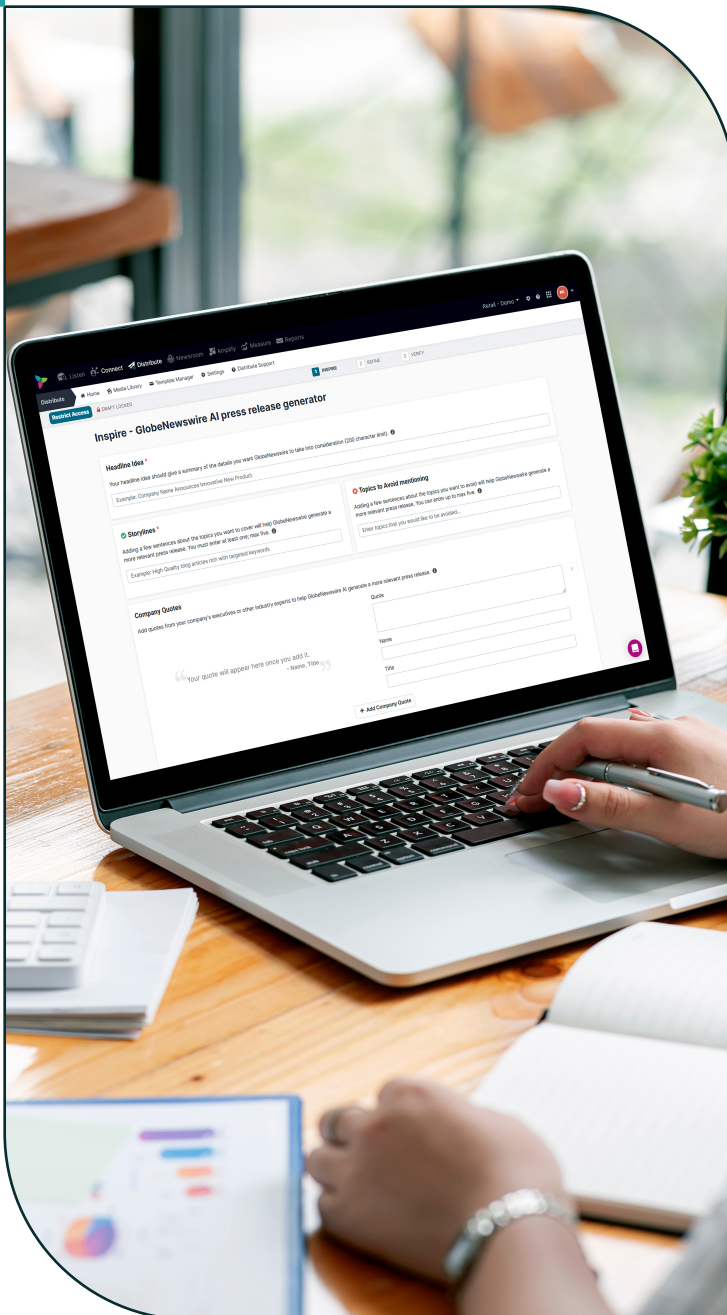 Retail - Demo
Listen Connect Distribute Newsroom Amplify Measure Reports
Distribute Home Media Library Template Manager Settings Distribute Support
1 INSPIRE 2 REFINE 3 VERIFY
Restrict Access DRAFT LOCKED
Inspire - GlobeNewswire AI press release generator
Headline Idea *
Your headline idea should give a summary of the details you want GlobeNewswire to take into consideration (200 character limit).
Example: Company Name Announces Innovative New Product
Storylines *
Adding a few sentences about the topics you want to cover will help GlobeNewswire generate a
more relevant press release. You must enter at least one; max five.
Example: High Quality blog articles rich with targeted keywords
Topics to Avoid mentioning
Adding a few sentences about the topics you want to avoid will help GlobeNewswire generate a
more relevant press release. You can enter up to max five.
Enter topics that you would like to be avoided...
Company Quotes
Add quotes from your company's executives or other industry experts to help GlobeNewswire AI generate a more relevant press release.
“Your quote will appear here once you add it.
- Name, Title”
Quote
Name
Title
+ Add Company Quote